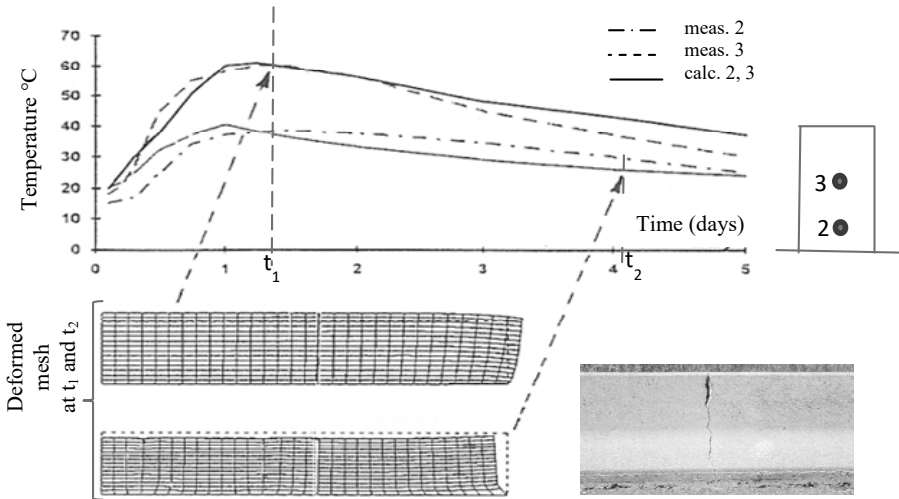 meas. 2
meas. 3
calc. 2, 3
Temperature °C
70
60
50
40
30
20
10
0
Time (days)
0
1
t1
2
3
4
t2
5
3
2
Deformed
mesh
at t1 and t2